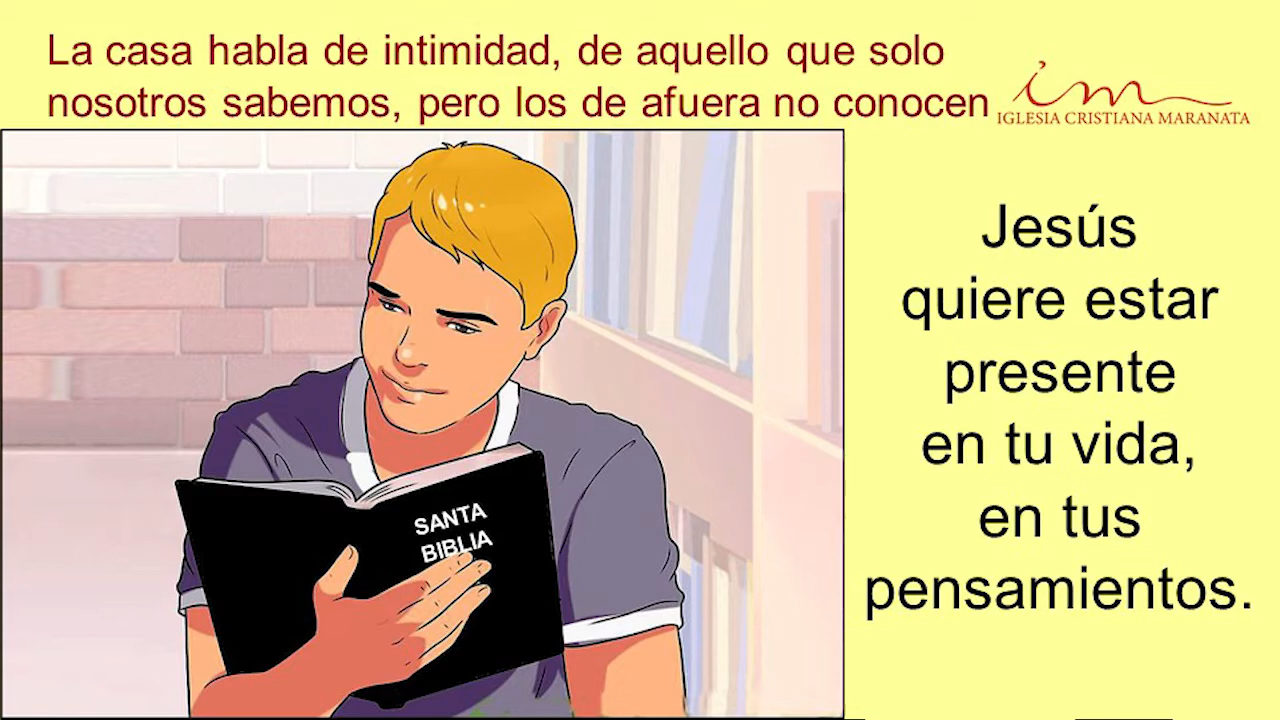 La casa habla de intimidad, de aquello que solo
nosotros sabemos, pero los de afuera no conocen
im
IGLESIA CRISTIANA MARANATA
Jesús
quiere estar
presente
en tu vida,
en tus
pensamientos.
SANTA
BIBLIA